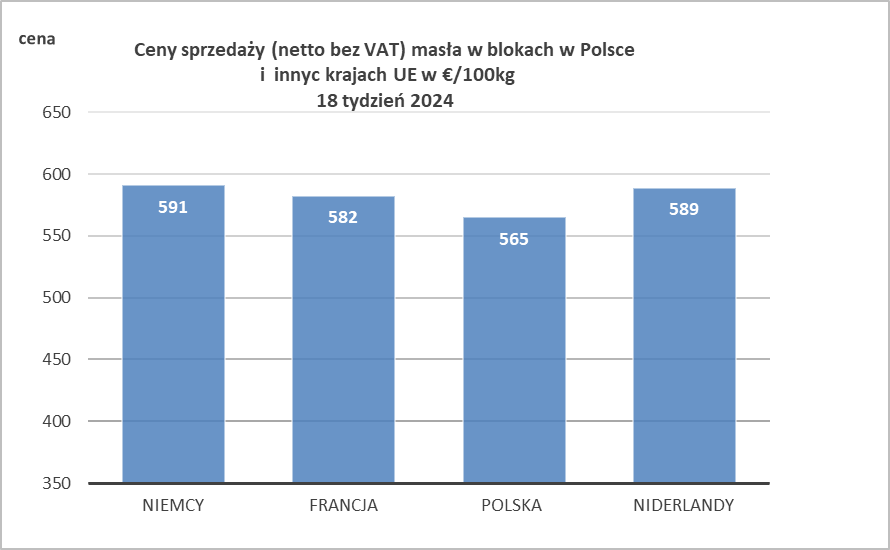 cena
Ceny sprzedaży (netto bez VAT) masła w blokach w Polsce
i  innyc krajach UE w €/100kg
18 tydzień 2024
650
600
550
500
450
400
350
591
582
565
589
NIEMCY
FRANCJA
POLSKA
NIDERLANDY